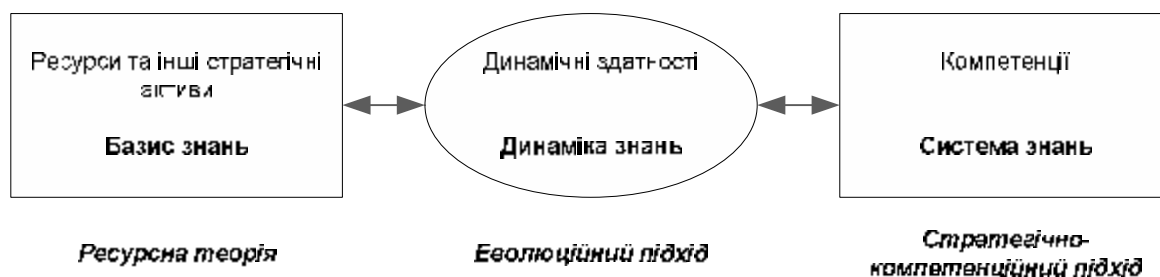 Ресурси та інші стратегічні
активи
Базис знань
Динамічні здатності
Динаміка знань
Компетенції
Система знань
Ресурсна теорія
Еволюційний підхід
Стратегічно-
компетентнційний підхід